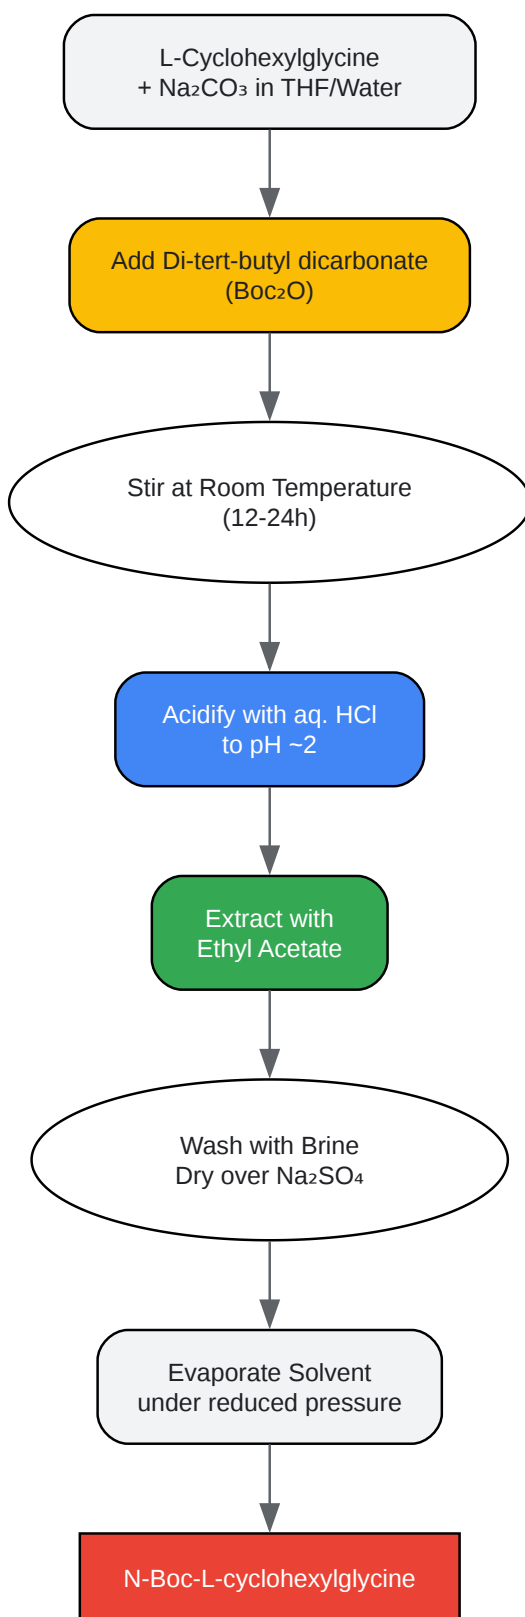 L-Cyclohexylglycine
+ Na₂CO₃ in THF/Water
Add Di-tert-butyl dicarbonate
(Boc₂O)
Stir at Room Temperature
(12-24h)
Acidify with aq. HCl
to pH ~2
Extract with
Ethyl Acetate
Wash with Brine
Dry over Na₂SO₄
Evaporate Solvent
under reduced pressure
N-Boc-L-cyclohexylglycine